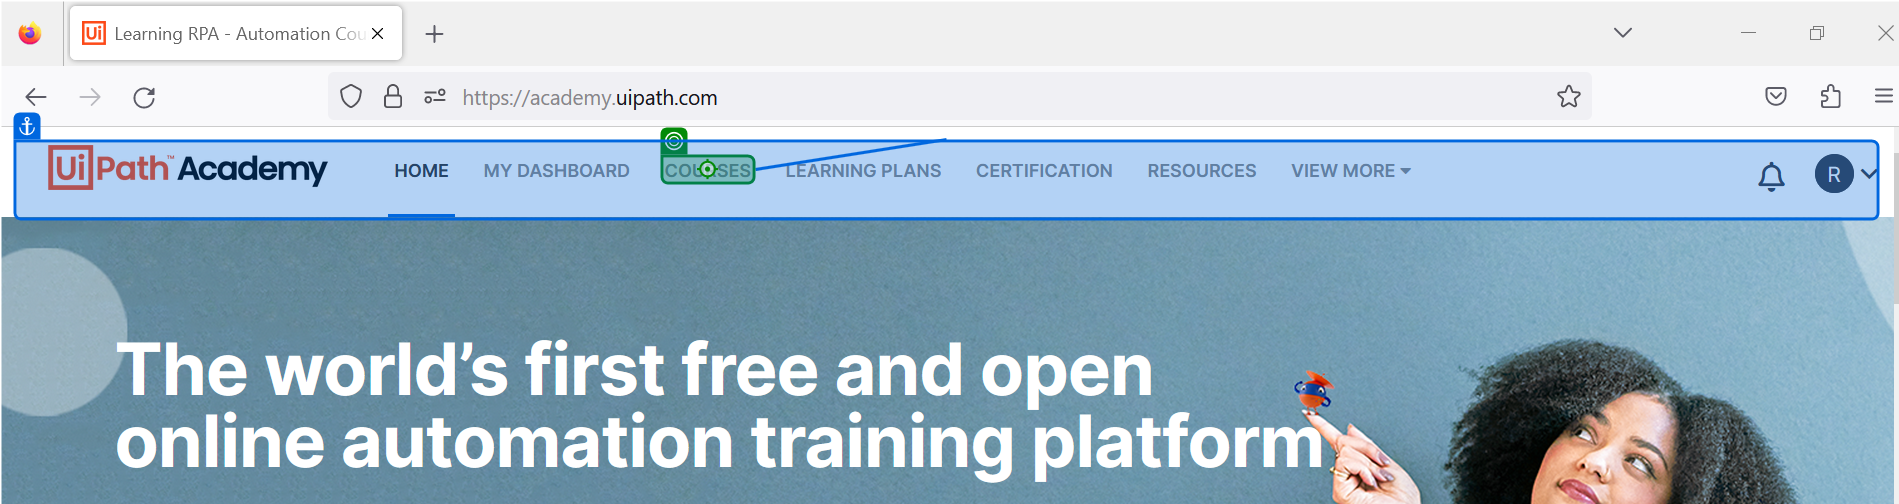 Ui Learning RPA - Automation Cou
https://academy.uipath.com
UiPath™ Academy HOME MY DASHBOARD COURSES LEARNING PLANS CERTIFICATION RESOURCES VIEW MORE R
The world’s first free and open
online automation training platform